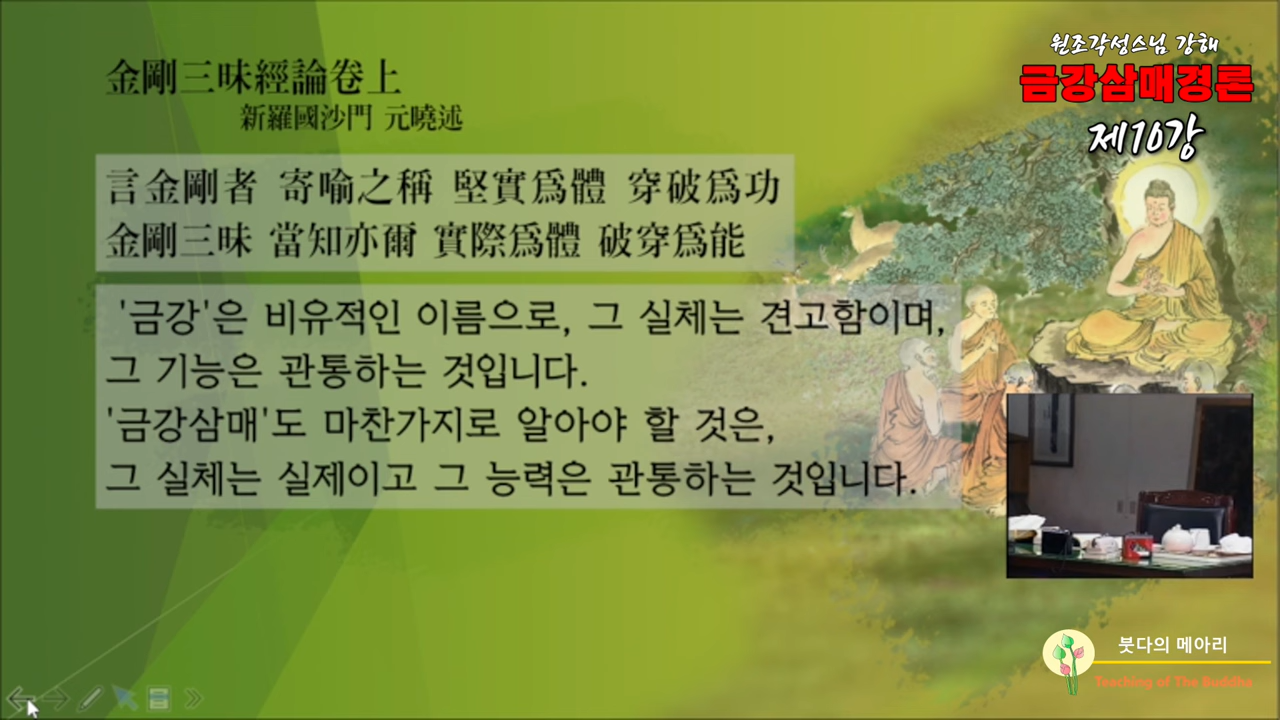 金剛三昧經論卷上
新羅國沙門 元曉述
言金剛者 寄喩之稱 堅實爲體 穿破爲功
金剛三昧 當知亦爾 實際爲體 破穿爲能
'금강'은 비유적인 이름으로, 그 실체는 견고함이며,
그 기능은 관통하는 것입니다.
'금강삼매'도 마찬가지로 알아야 할 것은,
그 실체는 실제이고 그 능력은 관통하는 것입니다.
원조각성스님 강해
금강삼매경론
제10강
붓다의 메아리
Teaching of The Buddha